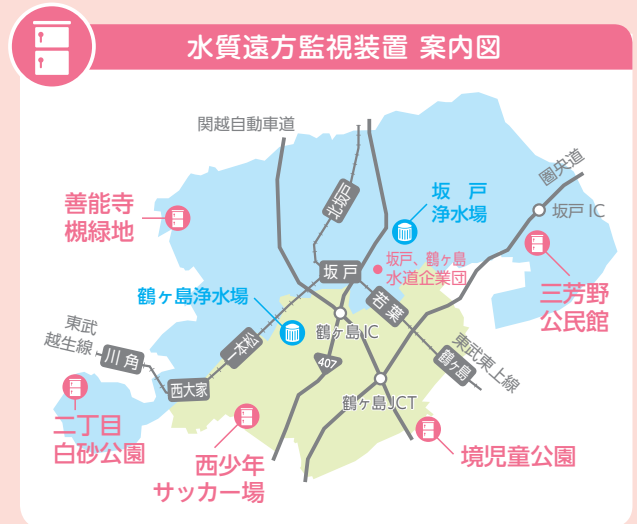 水質遠方監視装置 案内図
関越自動車道
北坂戸
圏央道
坂戸
浄水場
坂戸 IC
善能寺
槻緑地
坂戸
坂戸、鶴ヶ島
水道企業団
三芳野
公民館
鶴ヶ島浄水場
若葉
鶴ヶ島IC
東武
越生線
川角
一本松
407
東武東上線
鶴ヶ島
西大家
鶴ヶ島JCT
二丁目
白砂公園
西少年
サッカー場
境児童公園